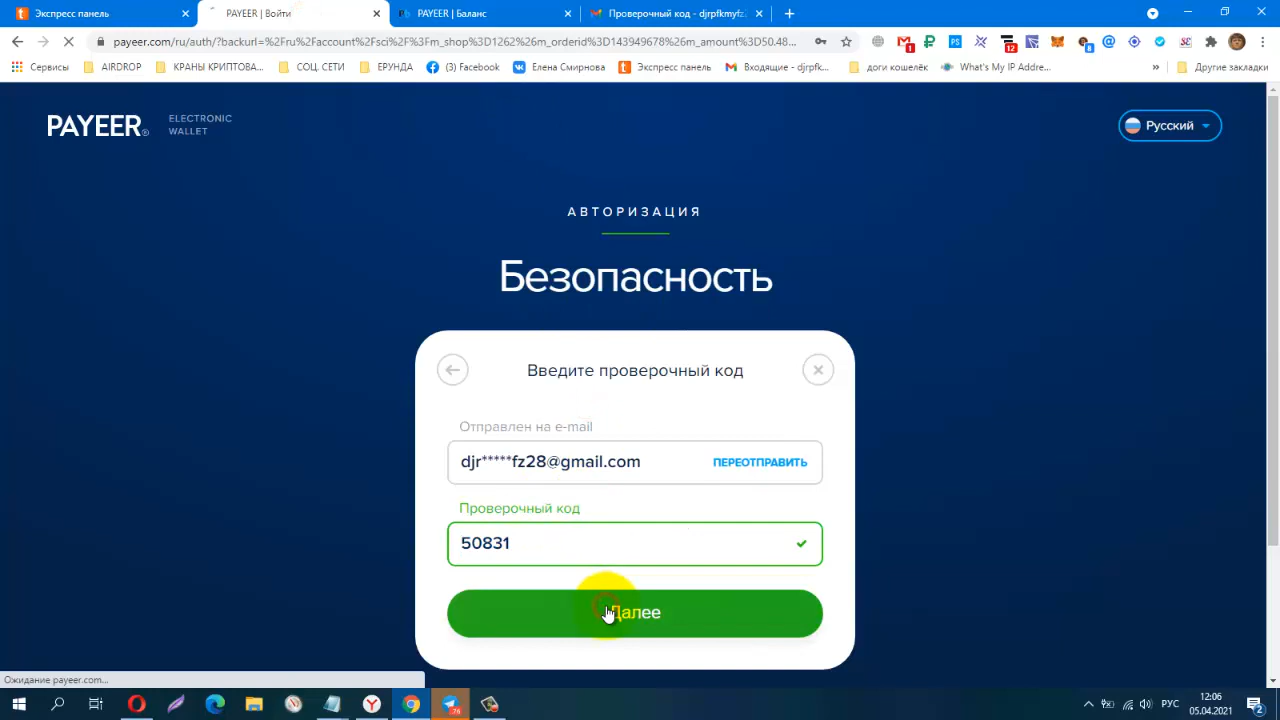 Экспресс панель
PAYEER | Войти
PAYEER | Баланс
Проверочный код - djrpfkmyfz
payeer.com/ru/auth/?backurl=%2Fru%2Faccount%2Fsci%2F%3Fm_shop%3D1262%26m_orderid%3D143949678%26m_amount%3D50.48...
Сервисы
AIRDROP
КРАНЫ КРИПТОВА...
СОЦ. СЕТИ
ЕРУНДА
(3) Facebook
Елена Смирнова
Экспресс панель
Входящие - djrpfk...
доги кошелёк
What's My IP Addre...
»
Другие закладки
PAYEER®
ELECTRONIC
WALLET
Русский
АВТОРИЗАЦИЯ
Безопасность
Введите проверочный код
Отправлен на e-mail
djr*****fz28@gmail.com
ПЕРЕОТПРАВИТЬ
Проверочный код
50831
Далее
Ожидание payeer.com...
РУС
12:06
05.04.2021